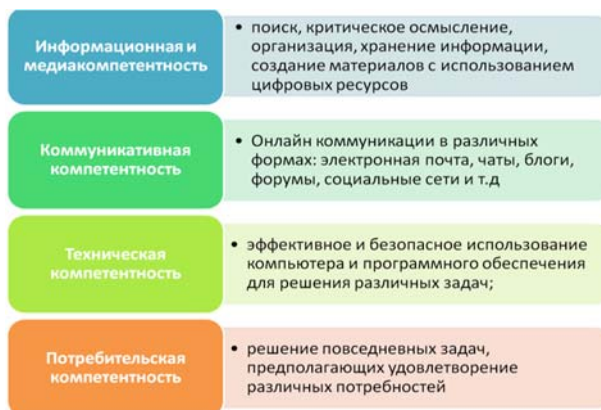 Информационная и
медиакомпетентность
• поиск, критическое осмысление,
организация, хранение информации,
создание материалов с использованием
цифровых ресурсов
Коммуникативная
компетентность
• Онлайн коммуникации в различных
формах: электронная почта, чаты, блоги,
форумы, социальные сети и т.д
Техническая
компетентность
• эффективное и безопасное использование
компьютера и программного обеспечения
для решения различных задач;
Потребительская
компетентность
• решение повседневных задач,
предполагающих удовлетворение
различных потребностей